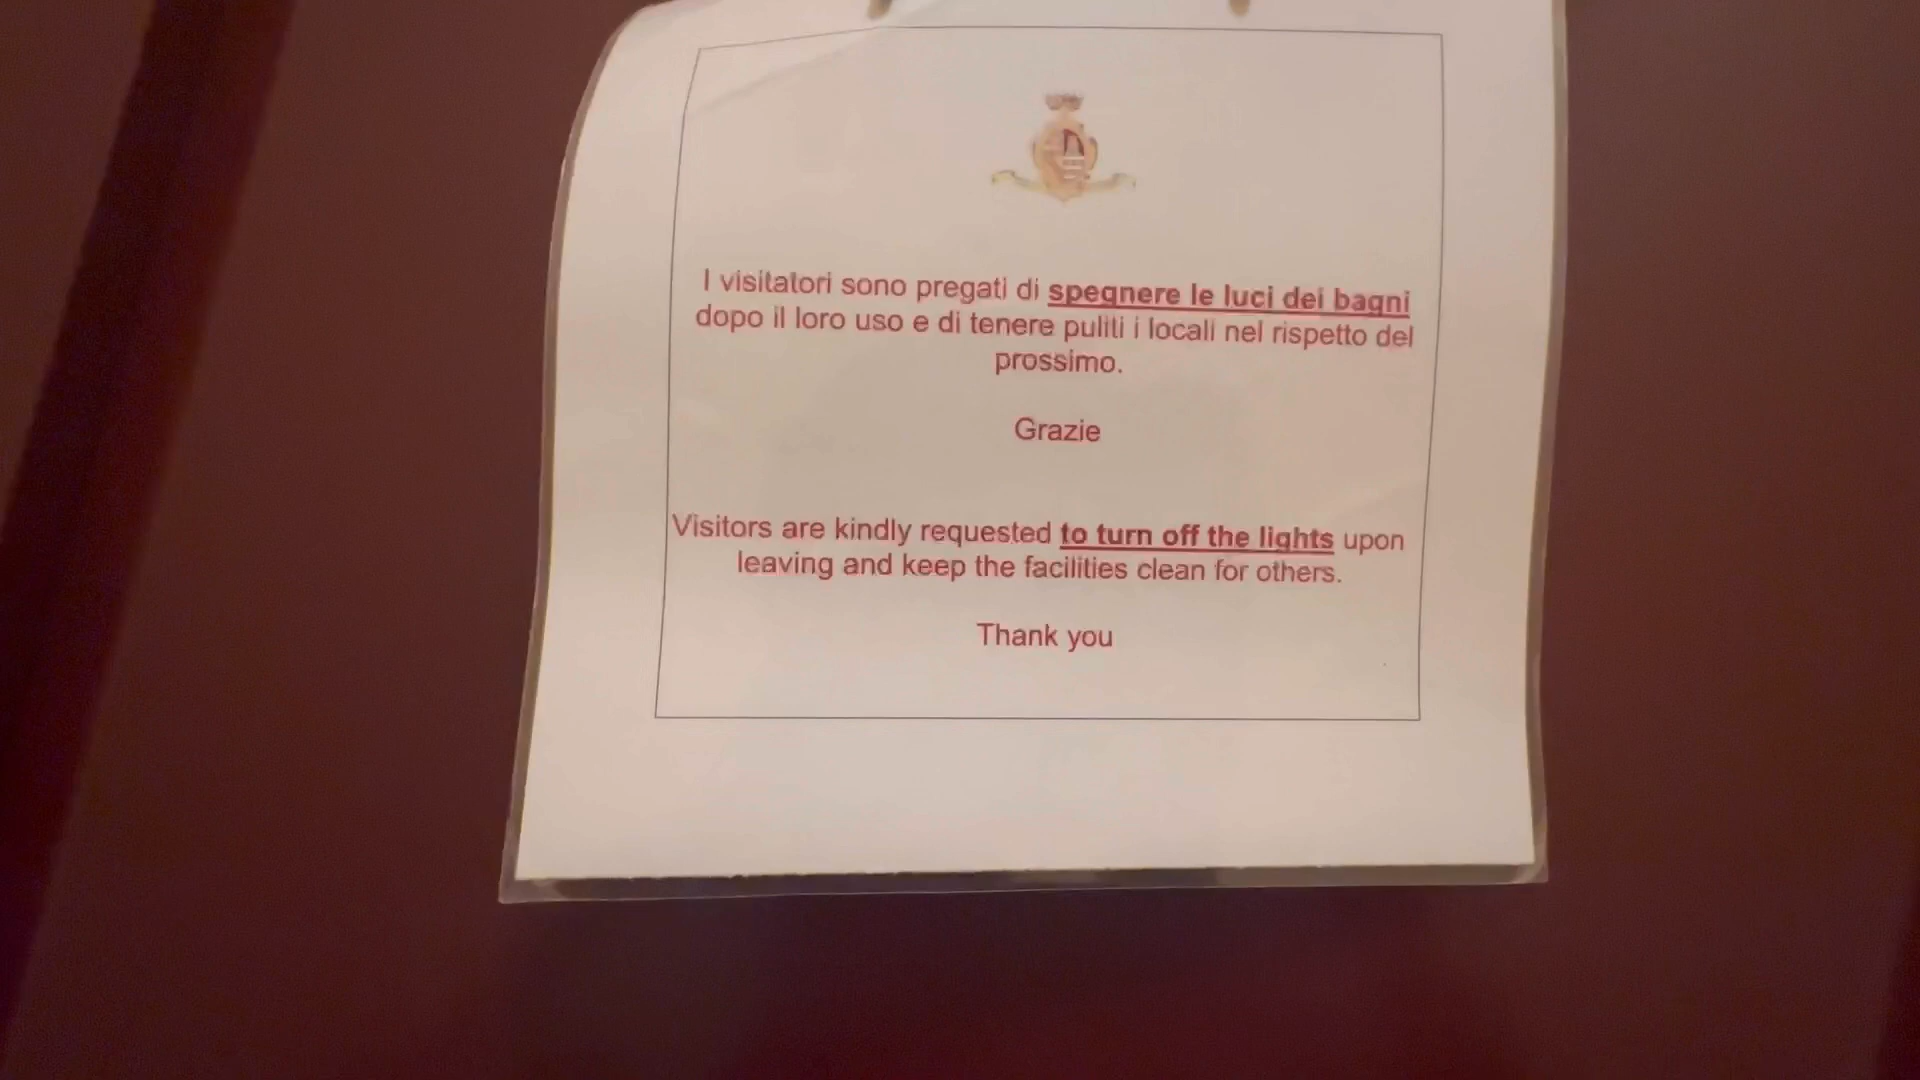 I visitatori sono pregati di spegnere le luci dei bagni
dopo il loro uso e di tenere puliti i locali nel rispetto del
prossimo.
Grazie
Visitors are kindly requested to turn off the lights upon
leaving and keep the facilities clean for others.
Thank you